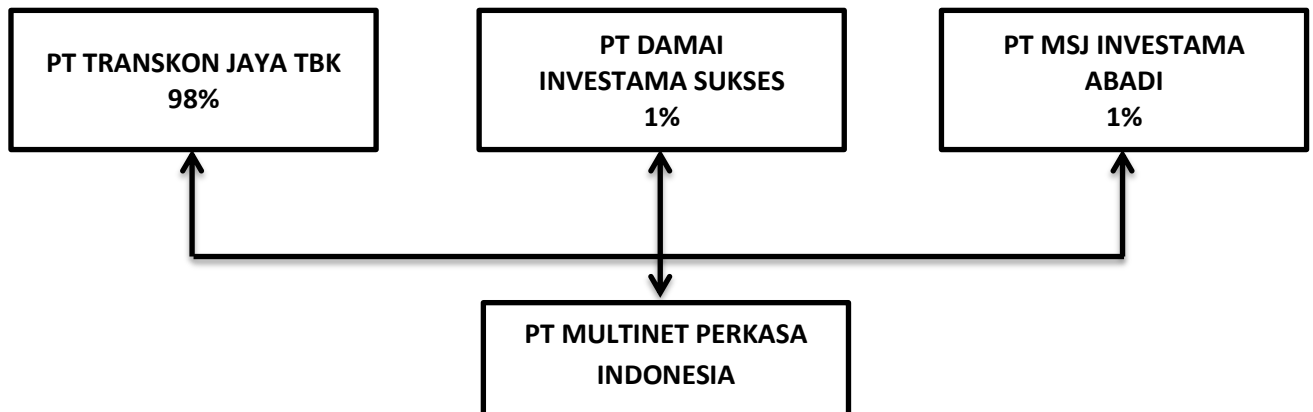 PT TRANSKON JAYA TBK
98%
PT DAMAI
INVESTAMA SUKSES
1%
PT MSJ INVESTAMA
ABADI
1%
PT MULTINET PERKASA
INDONESIA